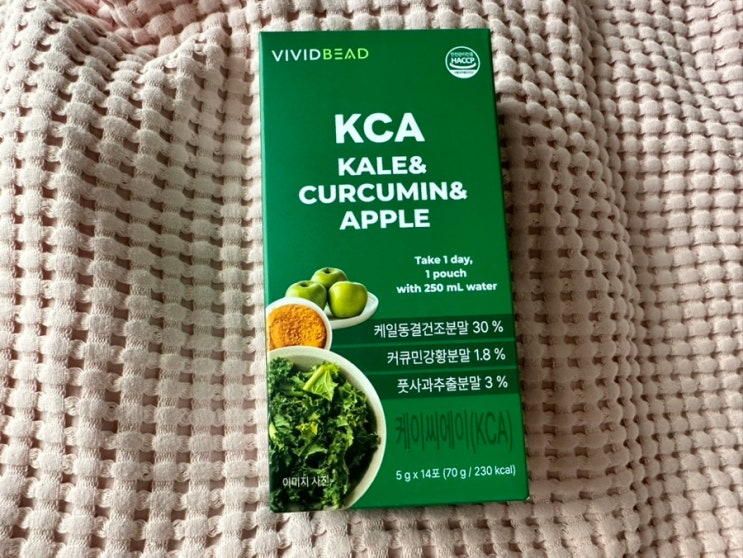 VIVIDBEAD
HACCP
KCA
KALE&
CURCUMIN&
APPLE
Take 1 day,
1 pouch
with 250 mL water
케일동결건조분말 30 %
커큐민강황분말 1.8 %
풋사과추출분말 3 %
케이씨에이(KCA)
5 g x 14포 (70 g / 230 kcal)
이미지 사진